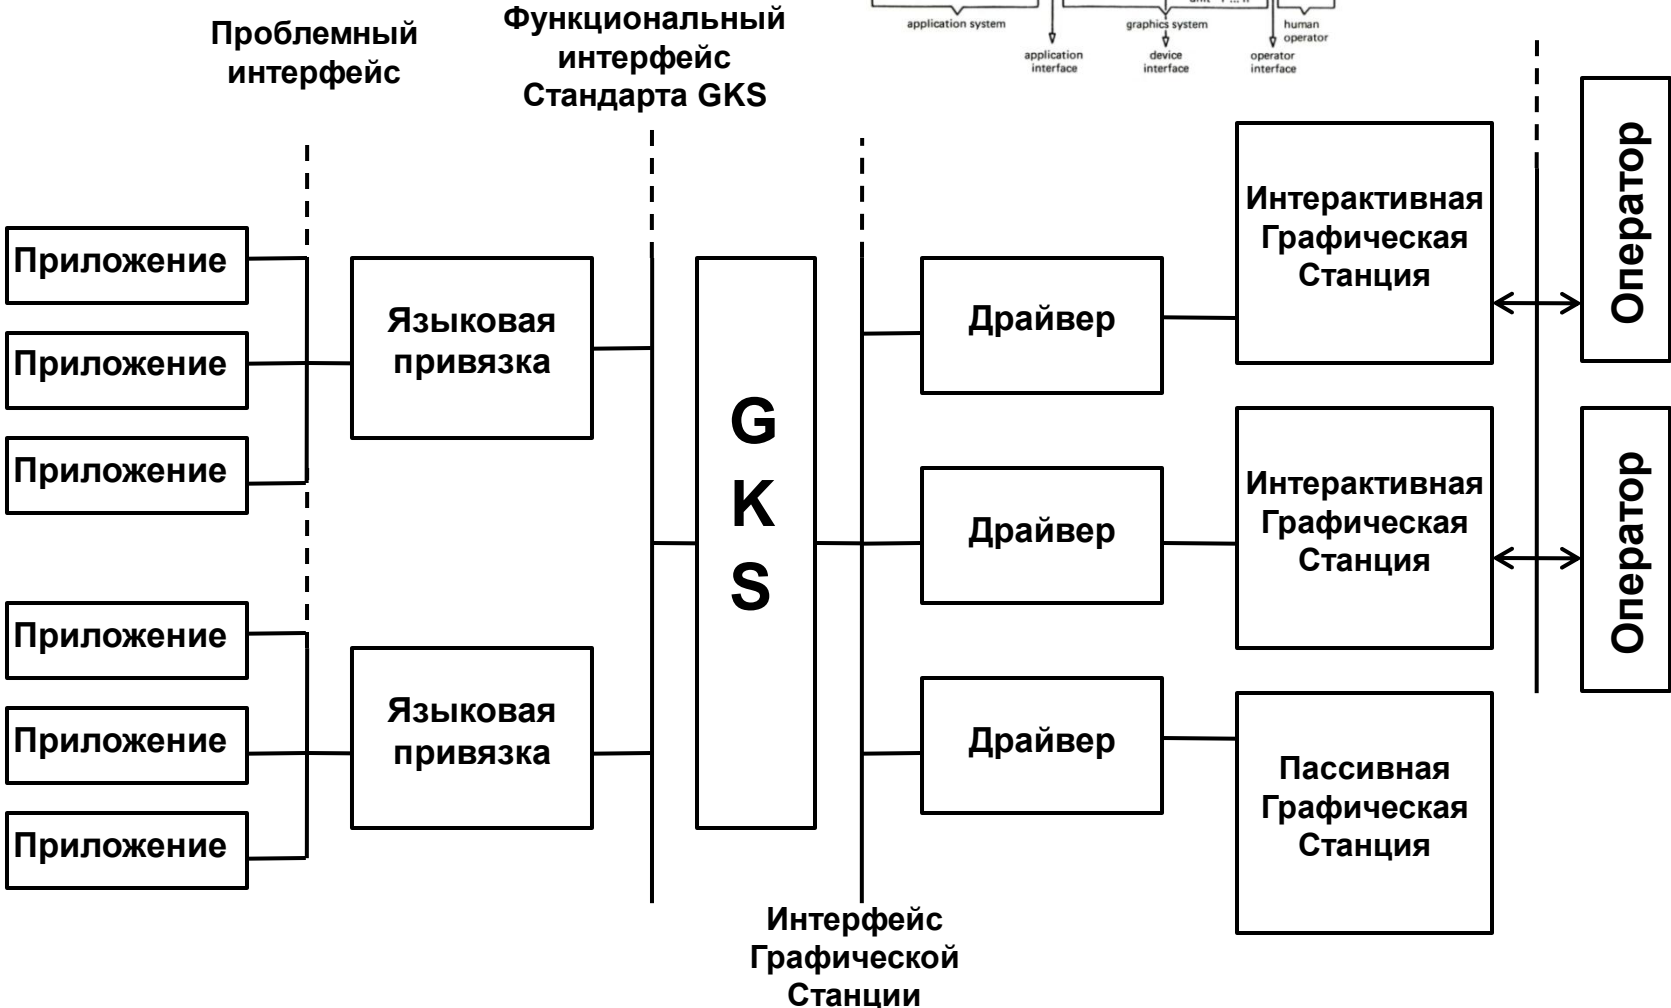 Проблемный
интерфейс
Функциональный
интерфейс
Стандарта GKS
application system
graphics system
human
operator
application
interface
device
interface
operator
interface
Приложение
Приложение
Приложение
Приложение
Приложение
Приложение
Языковая
привязка
Языковая
привязка
G
K
S
Драйвер
Драйвер
Драйвер
Интерактивная
Графическая
Станция
Интерактивная
Графическая
Станция
Пассивная
Графическая
Станция
Оператор
Оператор
Интерфейс
Графической
Станции